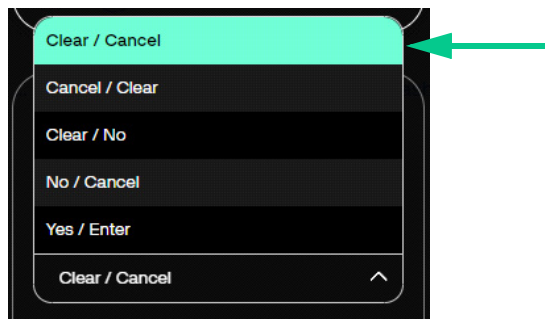 Clear / Cancel
Cancel / Clear
Clear / No
No / Cancel
Yes / Enter
Clear / Cancel